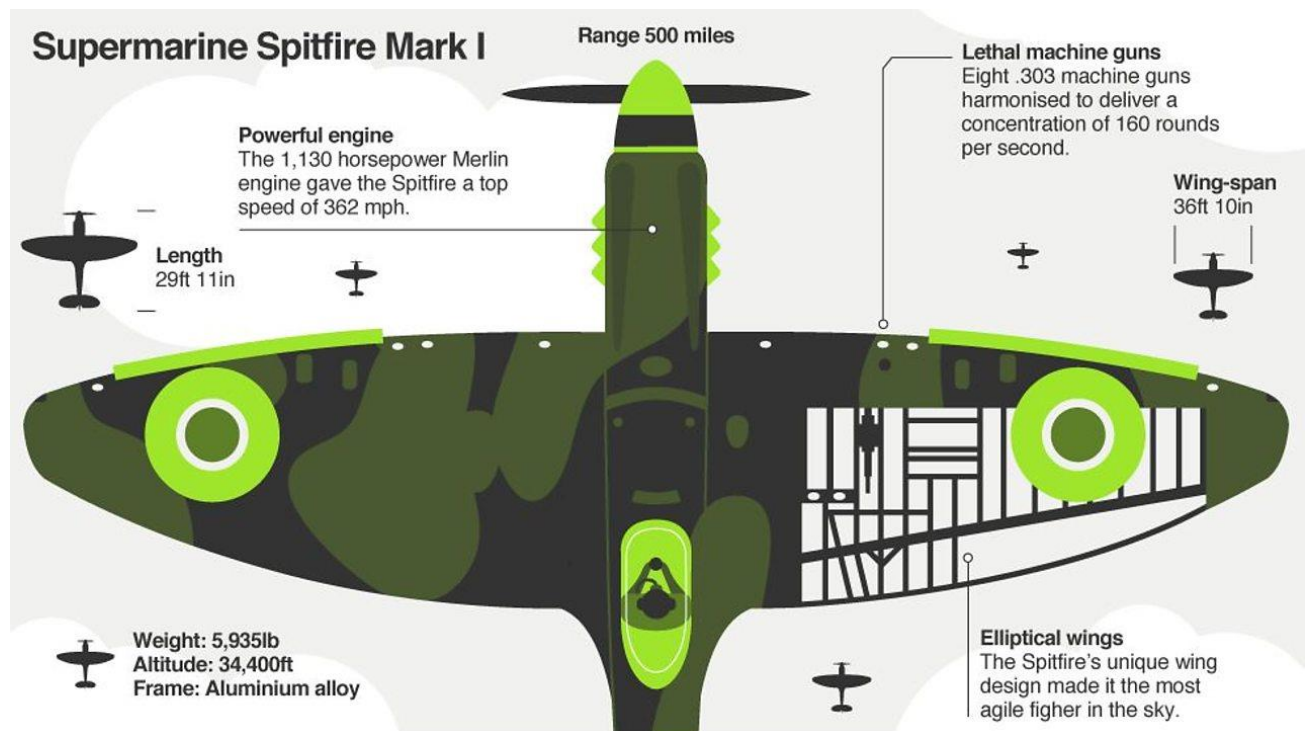 Supermarine Spitfire Mark I
Range 500 miles
Lethal machine guns
Eight .303 machine guns
harmonised to deliver a
concentration of 160 rounds
per second.
Powerful engine
The 1,130 horsepower Merlin
engine gave the Spitfire a top
speed of 362 mph.
Wing-span
36ft 10in
Length
29ft 11in
Weight: 5,935lb
Altitude: 34,400ft
Frame: Aluminium alloy
Elliptical wings
The Spitfire's unique wing
design made it the most
agile figher in the sky.